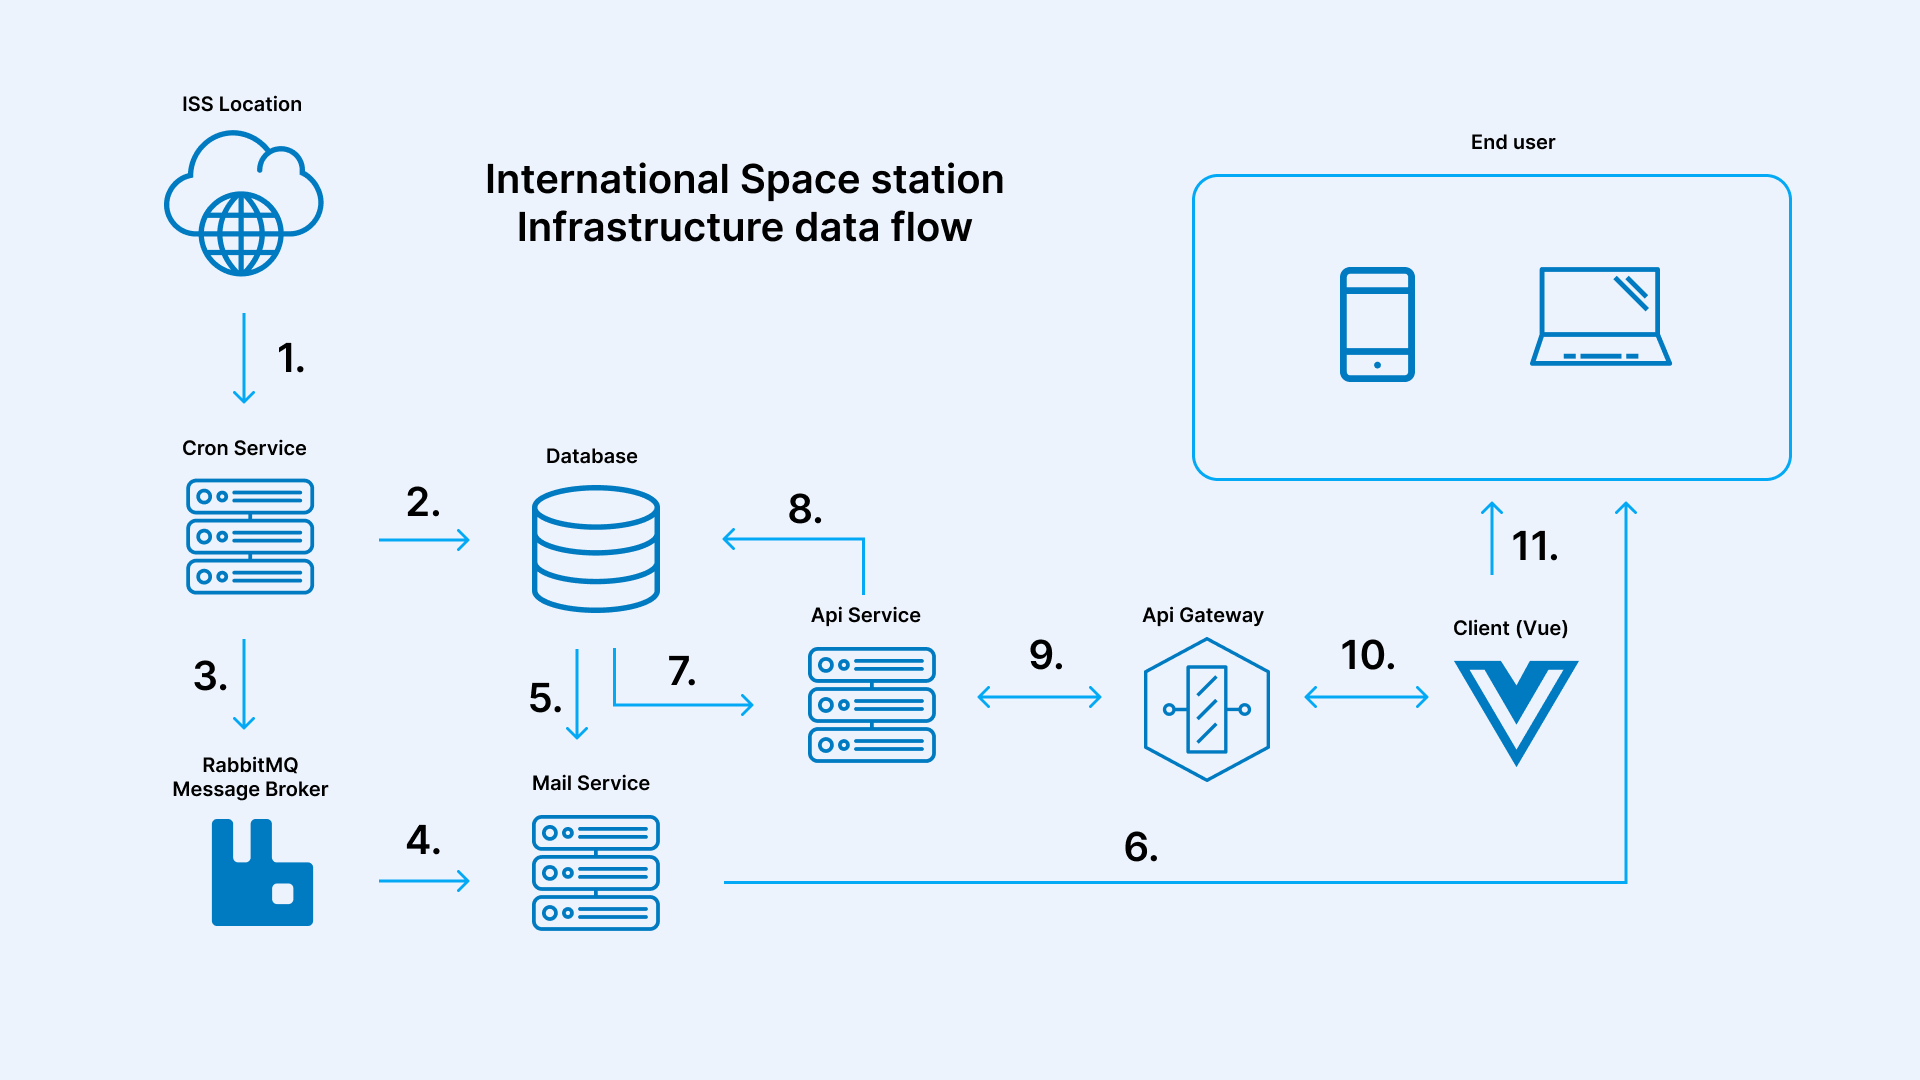 ISS Location
International Space station
Infrastructure data flow
End user
1.
Cron Service
Database
2.
8.
11.
Api Service
Api Gateway
Client (Vue)
3.
5.
7.
9.
10.
RabbitMQ
Message Broker
Mail Service
4.
6.